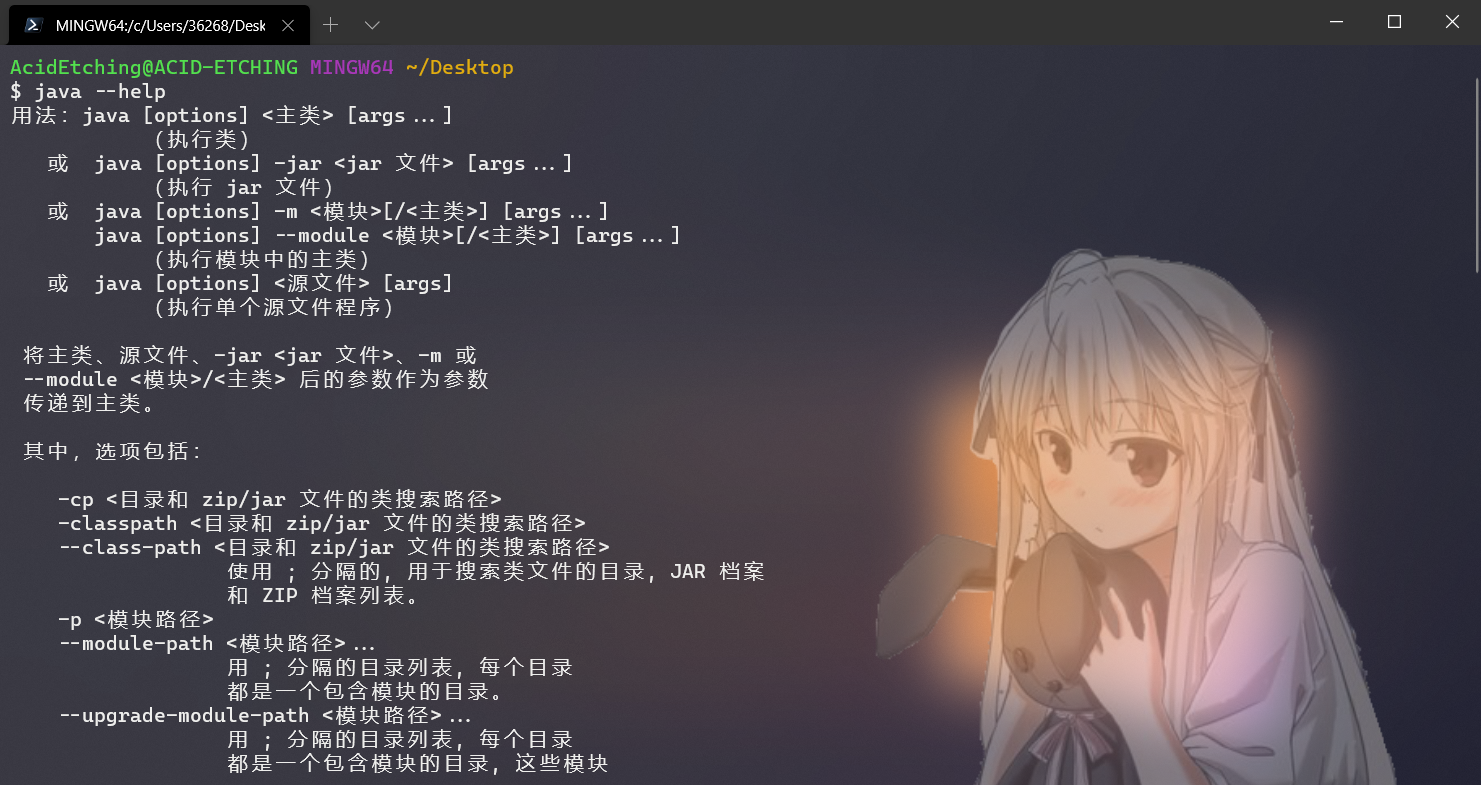 MINGW64:/c/Users/36268/Desk
AcidEtching@ACID-ETCHING MINGW64 ~/Desktop
$ java --help
用法：java [options] <主类> [args...]
(执行类)
或 java [options] -jar <jar 文件> [args...]
(执行 jar 文件)
或 java [options] -m <模块>[/<主类>] [args...]
java [options] --module <模块>[/<主类>] [args...]
(执行模块中的主类)
或 java [options] <源文件> [args]
(执行单个源文件程序)
将主类、源文件、-jar <jar 文件>、-m 或
--module <模块>/<主类> 后的参数作为参数
传递到主类。
其中，选项包括：
-cp <目录和 zip/jar 文件的类搜索路径>
-classpath <目录和 zip/jar 文件的类搜索路径>
--class-path <目录和 zip/jar 文件的类搜索路径>
使用 ; 分隔的, 用于搜索类文件的目录, JAR 档案
和 ZIP 档案列表。
-p <模块路径>
--module-path <模块路径>...
用 ; 分隔的目录列表, 每个目录
都是一个包含模块的目录。
--upgrade-module-path <模块路径>...
用 ; 分隔的目录列表, 每个目录
都是一个包含模块的目录, 这些模块